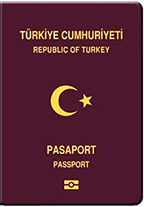 TÜRKİYE CUMHURİYETİ
REPUBLIC OF TURKEY
PASAPORT
PASSPORT